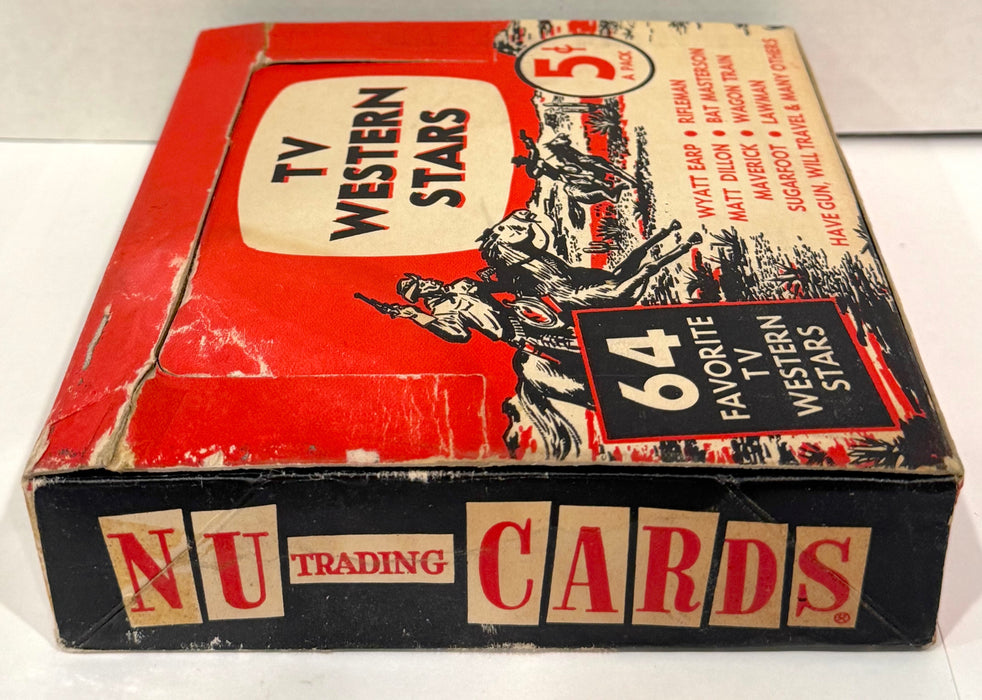 TV
WESTERN
STARS
5¢
A PACK
WYATT EARP • RIFLEMAN
MATT DILLON • BAT MASTERSON
MAVERICK • WAGON TRAIN
SUGARFOOT • LAWMAN
HAVE GUN, WILL TRAVEL & MANY OTHERS
64
FAVORITE
TV
WESTERN
STARS
NU TRADING CARDS®